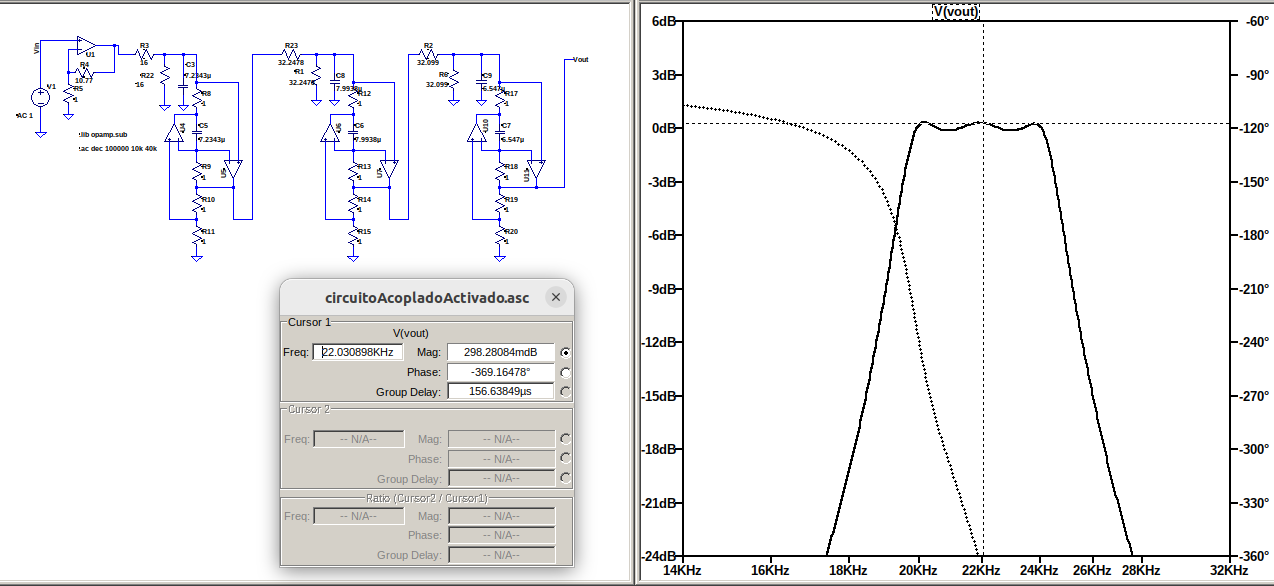 Vin
U1
R4
10.77
R5
1
V1
AC 1
.lib opamp.sub
.ac dec 100000 10k 40k
R3
16
R22
16
C3
7.2343µ
R8
1
U4
C5
7.2343µ
R9
1
R10
1
R11
1
R23
32.2478
R1
C8
R12
1
U6
C6
7.9938µ
R13
1
U7
R14
1
R15
1
R2
32.099
R6
32.099
C9
6.547µ
R17
1
U10
C7
6.547µ
R18
1
U11
R19
1
R20
1
Vout
circuitoAcopladoActivado.asc
Cursor 1
V(vout)
Freq: 22.030898KHz Mag: 298.28084mdB
Phase: -369.16478°
Group Delay: 156.63849µs
Cursor 2
Freq: -- N/A-- Mag: -- N/A--
Phase: -- N/A--
Group Delay: -- N/A--
Ratio (Cursor2 / Cursor1)
Freq: -- N/A-- Mag: -- N/A--
Phase: -- N/A--
Group Delay: -- N/A--
V(vout)
6dB -60°
3dB -90°
0dB -120°
-3dB -150°
-6dB -180°
-9dB -210°
-12dB -240°
-15dB -270°
-18dB -300°
-21dB -330°
-24dB -360°
14KHz 16KHz 18KHz 20KHz 22KHz 24KHz 26KHz 28KHz 32KHz